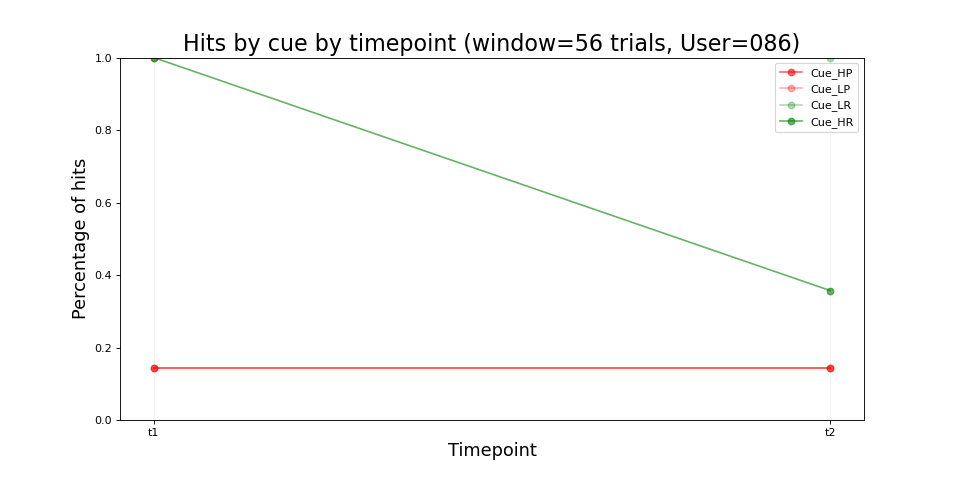 Hits by cue by timepoint (window=56 trials, User=086)
Percentage of hits
1.0
0.8
0.6
0.4
0.2
0.0
Cue_HP
Cue_LP
Cue_LR
Cue_HR
t1
t2
Timepoint